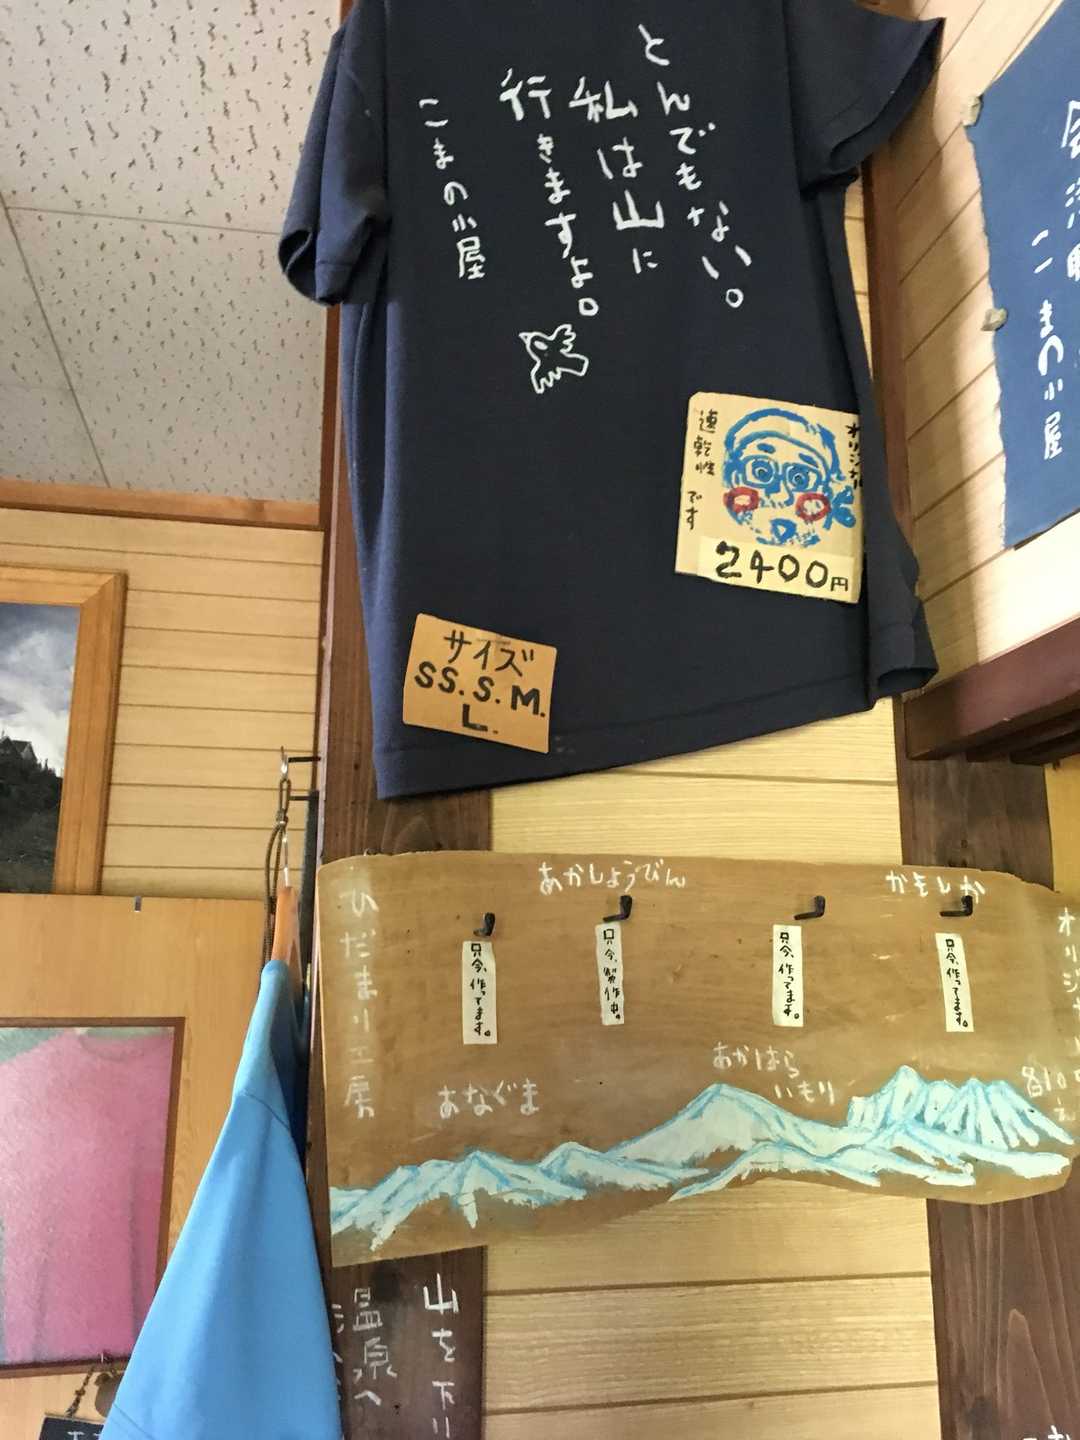 とんでもない。
私は山に
行きますよ。
こまの小屋
オリジナル
速乾性です
2400円
サイズ
SS.S.M.
L.
こまの小屋
ひだまり工房
あかしょうびん
かもしか
只今、作ってます。
只今、製作中。
只今、作ってます。
只今、作ってます。
あなぐま
あかはら
いもり
山を下り
温泉へ